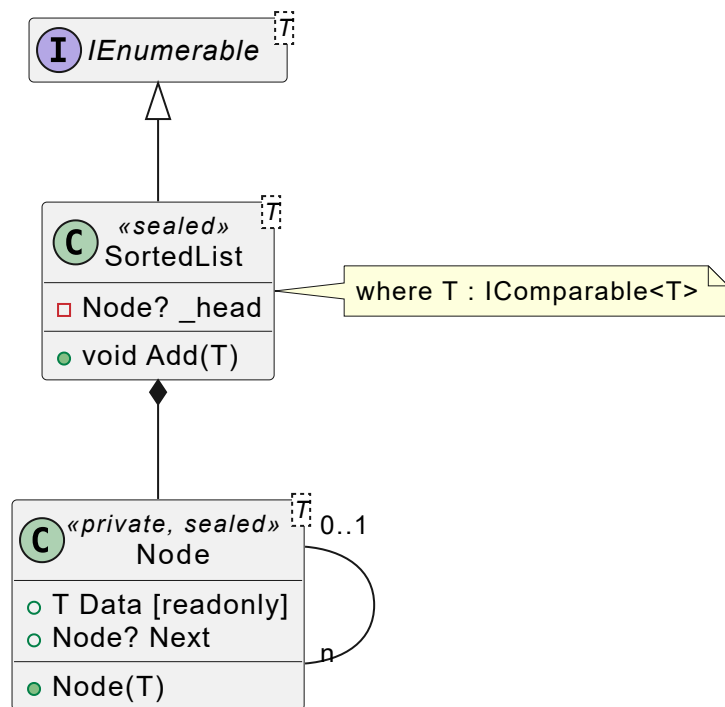 T
I IEnumerable
T
«sealed»
C SortedList
Node? _head
void Add(T)
where T : IComparable<T>
T
«private, sealed»
C Node
0..1
T Data [readonly]
Node? Next
n
Node(T)